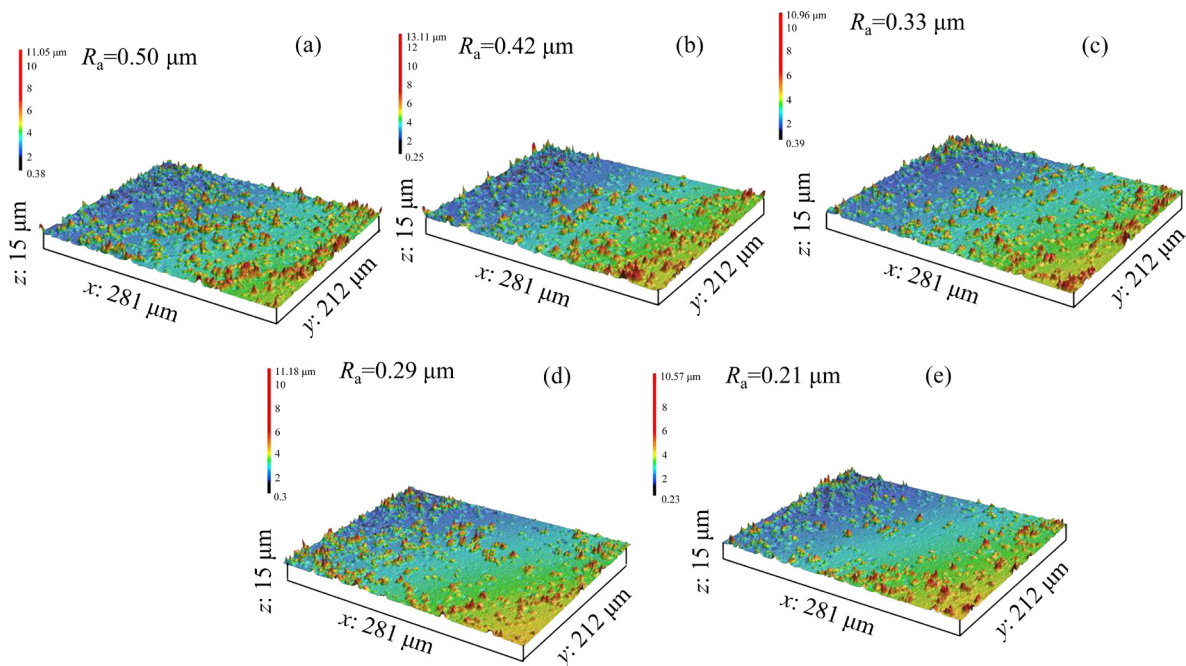 11.05 μm
10
8
6
4
2
0.38
Ra=0.50 μm
(a)
z: 15 μm
x: 281 μm
y: 212 μm
13.11 μm
12
10
8
6
4
2
0.25
Ra=0.42 μm
(b)
z: 15 μm
x: 281 μm
y: 212 μm
10.96 μm
10
8
6
4
2
0.39
Ra=0.33 μm
(c)
z: 15 μm
x: 281 μm
y: 212 μm
11.18 μm
10
8
6
4
2
0.3
Ra=0.29 μm
(d)
z: 15 μm
x: 281 μm
y: 212 μm
10.57 μm
8
6
4
2
0.23
Ra=0.21 μm
(e)
z: 15 μm
x: 281 μm
y: 212 μm